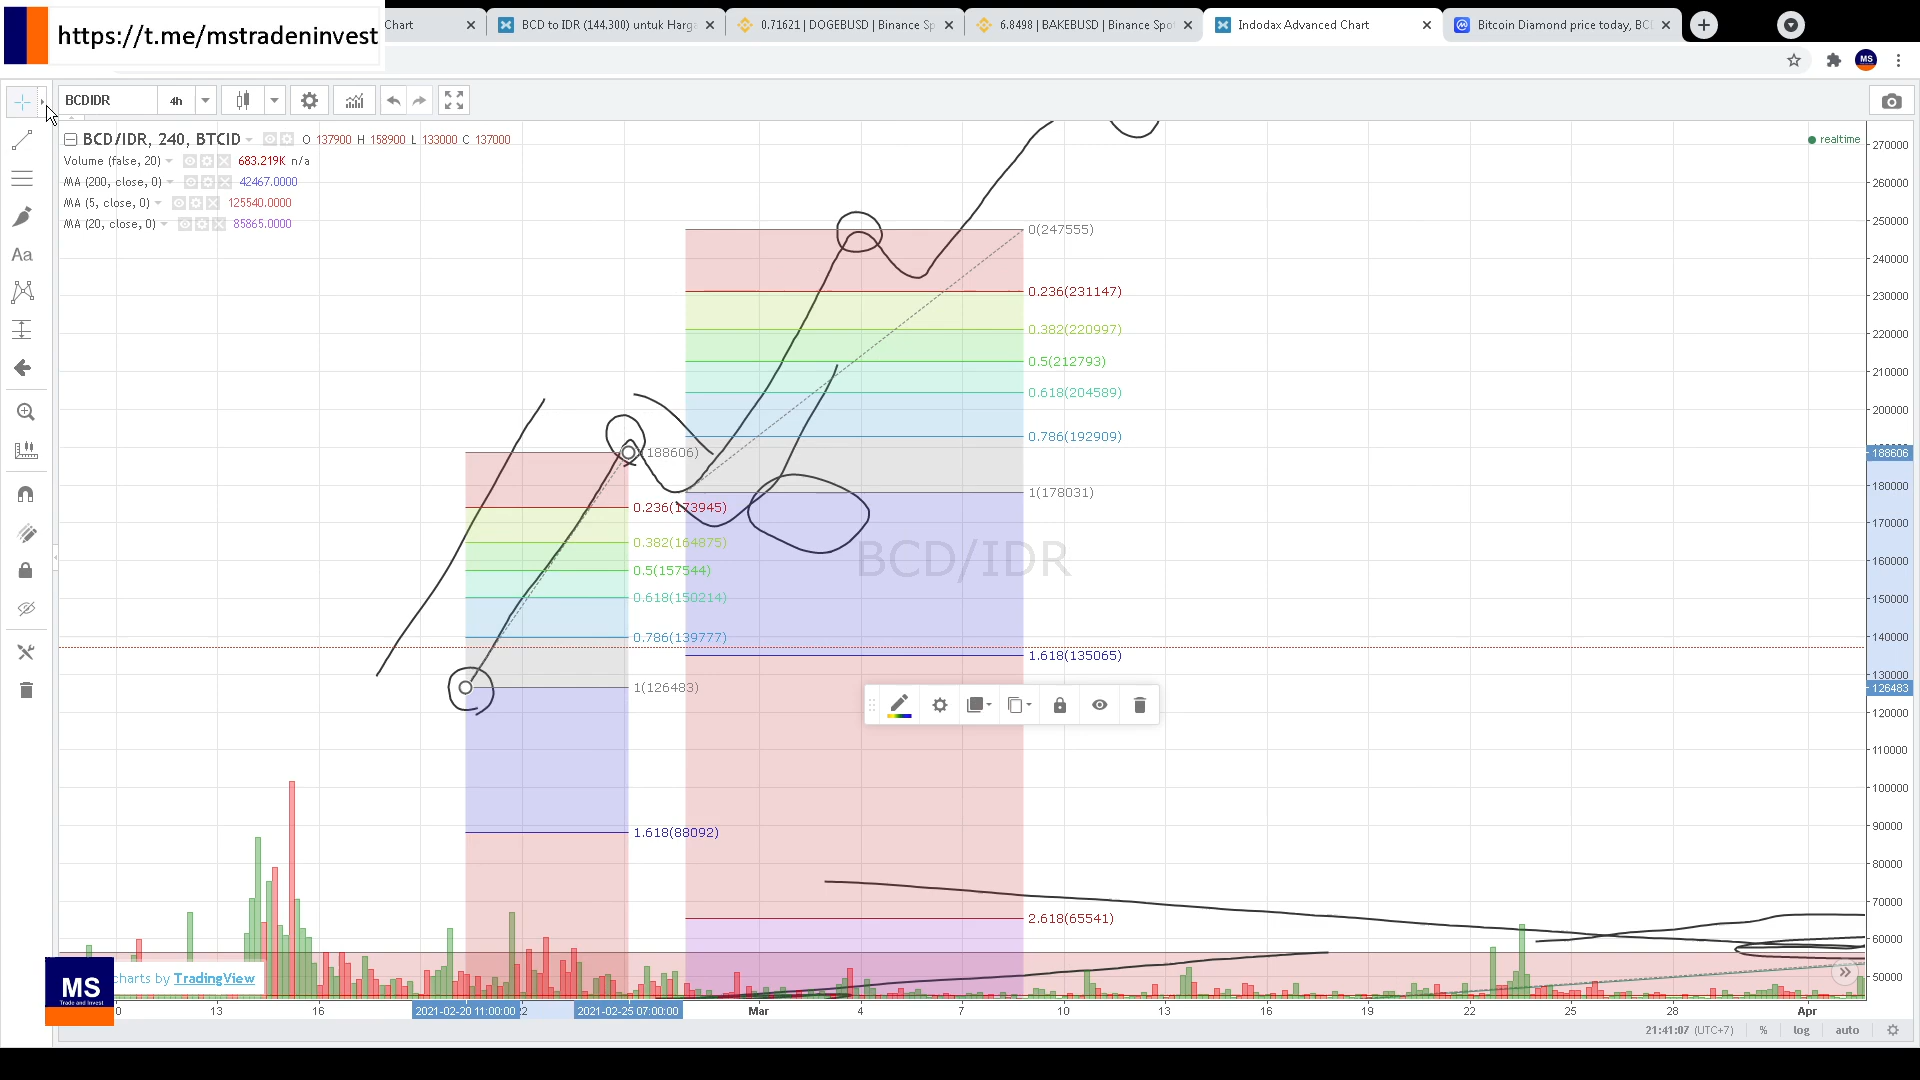 https://t.me/mstradeninvest
Chart
BCD to IDR (144.300) untuk Harga
0.71621 | DOGEBUSD | Binance Sp
6.8498 | BAKEBUSD | Binance Spo
Indodax Advanced Chart
Bitcoin Diamond price today, BC
MS
BCDIDR
4h
BCD/IDR, 240, BTCID
O 137900 H 158900 L 133000 C 137000
realtime
Volume (false, 20) 683.219K n/a
MA (200, close, 0) 42467.0000
MA (5, close, 0) 125540.0000
MA (20, close, 0) 85865.0000
Aa
0(247555)
0.236(231147)
0.382(220997)
0.5(212793)
0.618(204589)
0.786(192909)
1(178031)
1.618(135065)
2.618(65541)
188606)
0.236(173945)
0.382(164875)
0.5(157544)
0.618(150214)
0.786(139777)
1(126483)
1.618(88092)
BCD/IDR
270000
260000
250000
240000
230000
220000
210000
200000
188606
180000
170000
160000
150000
140000
130000
126483
120000
110000
100000
90000
80000
70000
60000
50000
MS
Trade and Invest
charts by TradingView
0 13 16 2021-02-20 11:00:00 2 2021-02-25 07:00:00 Mar 4 7 10 13 16 19 22 25 28 Apr
21:41:07 (UTC+7) % log auto